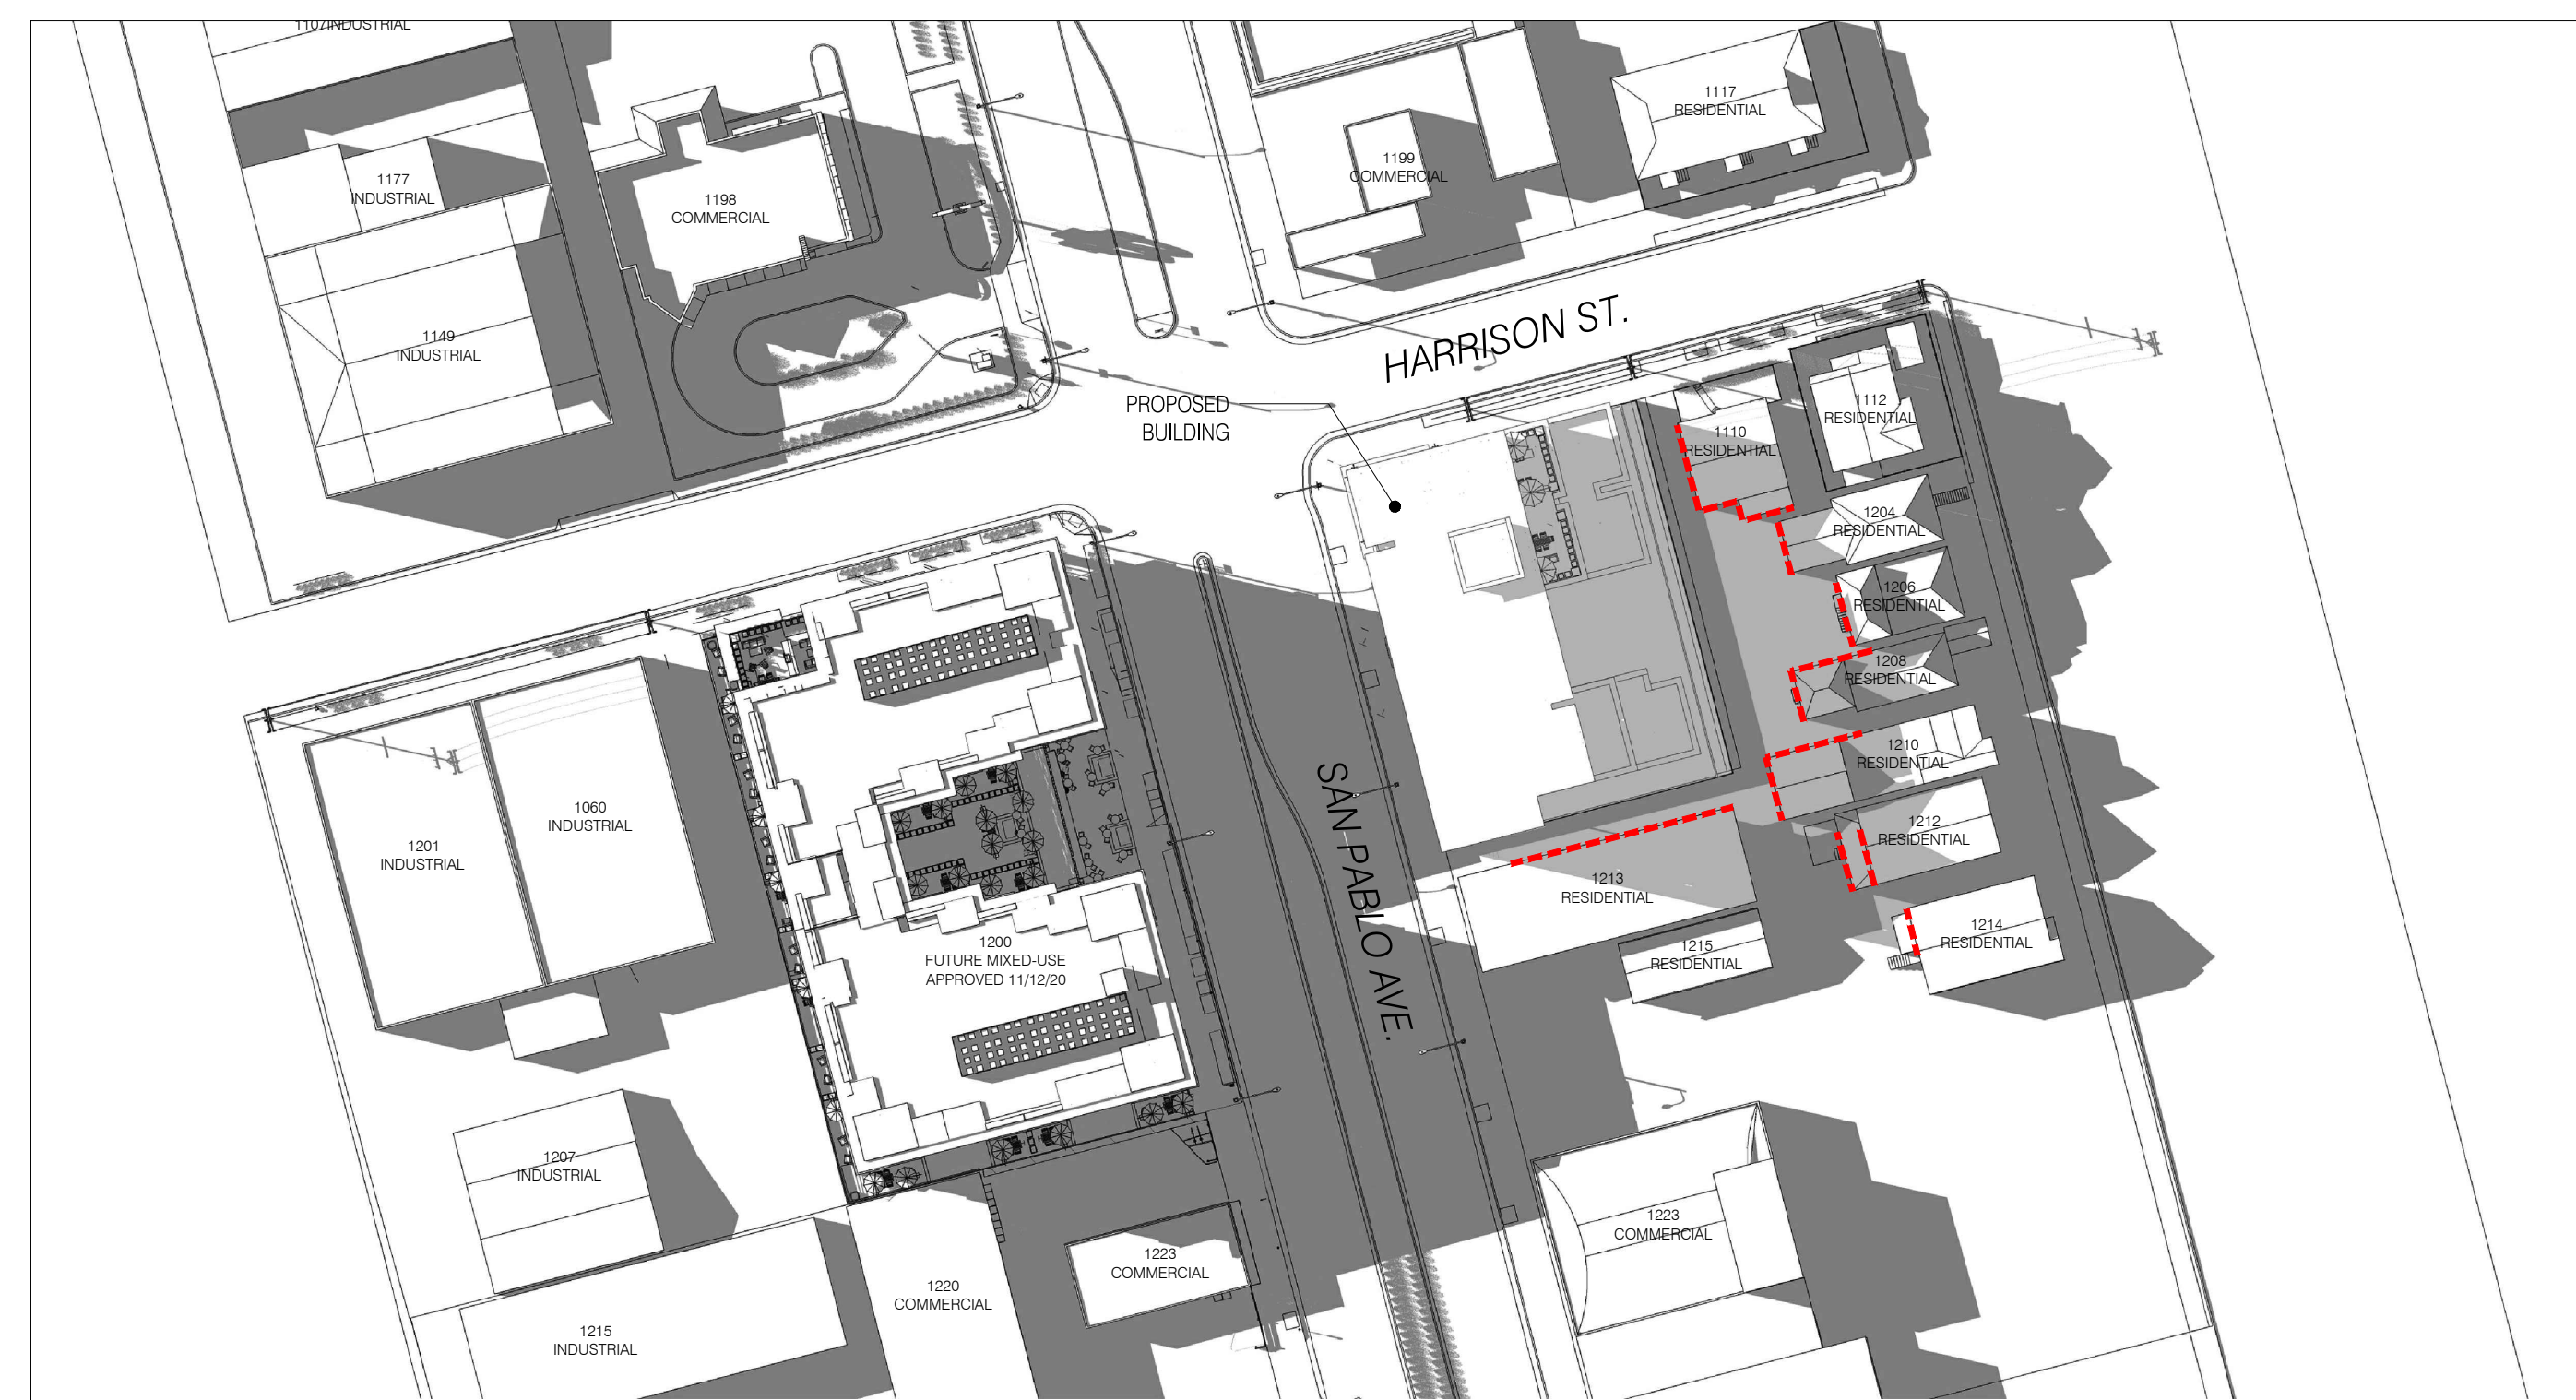 1107INDUSTRIAL
1117
RESIDENTIAL
1199
COMMERCIAL
1177
INDUSTRIAL
1198
COMMERCIAL
1149
INDUSTRIAL
HARRISON ST.
PROPOSED
BUILDING
1112
RESIDENTIAL
1110
RESIDENTIAL
1204
RESIDENTIAL
1206
RESIDENTIAL
1208
RESIDENTIAL
1210
RESIDENTIAL
1212
RESIDENTIAL
1060
INDUSTRIAL
1201
INDUSTRIAL
SAN PABLO AVE.
1213
RESIDENTIAL
1214
RESIDENTIAL
1215
RESIDENTIAL
1200
FUTURE MIXED-USE
APPROVED 11/12/20
1207
INDUSTRIAL
1223
COMMERCIAL
1223
COMMERCIAL
1220
COMMERCIAL
1215
INDUSTRIAL